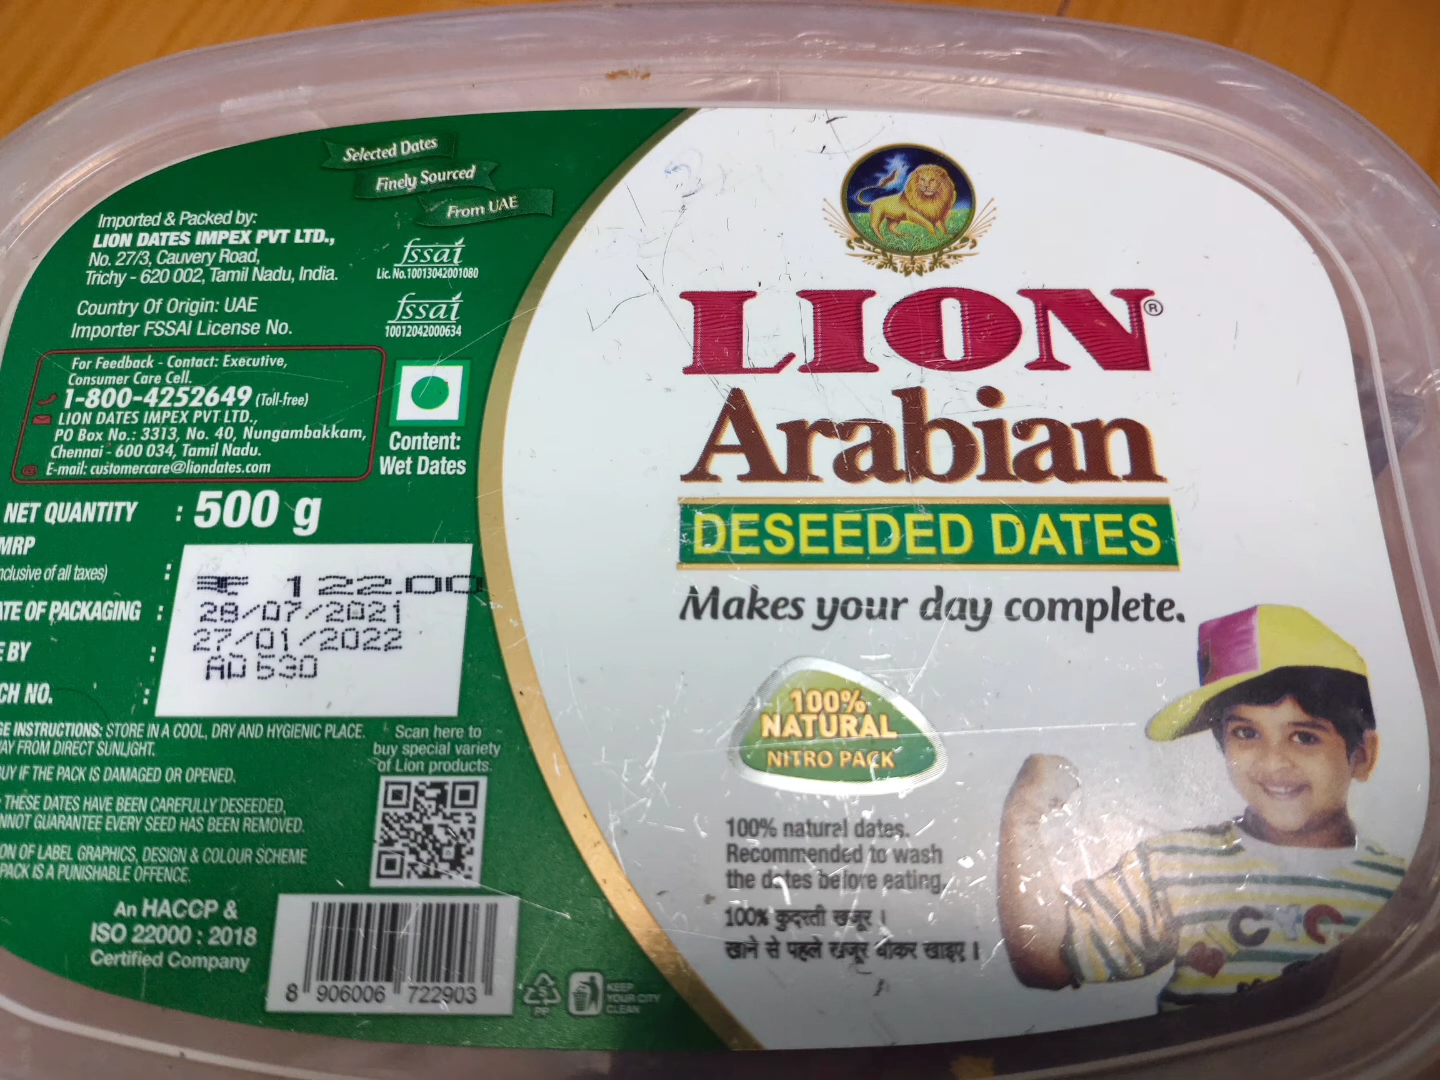 Selected Dates
Finely Sourced
From UAE
Imported & Packed by:
LION DATES IMPEX PVT LTD.,
No. 27/3, Cauvery Road,
Trichy - 620 002, Tamil Nadu, India.
fssai
Lic. No.10013042001080
Country Of Origin: UAE
Importer FSSAI License No.
fssai
10012042000634
For Feedback - Contact: Executive,
Consumer Care Cell.
1-800-4252649 (Toll-free)
LION DATES IMPEX PVT LTD.,
PO Box No.: 3313, No. 40, Nungambakkam,
Chennai - 600 034, Tamil Nadu.
E-mail: customercare@liondates.com
Content:
Wet Dates
NET QUANTITY : 500 g
MRP
nclusive of all taxes) : ₹ 122.00
ATE OF PACKAGING : 28/07/2021
E BY : 27/01/2022
CH NO. : AD 530
GE INSTRUCTIONS: STORE IN A COOL, DRY AND HYGIENIC PLACE.
AY FROM DIRECT SUNLIGHT.
UY IF THE PACK IS DAMAGED OR OPENED.
: THESE DATES HAVE BEEN CAREFULLY DESEEDED,
NNOT GUARANTEE EVERY SEED HAS BEEN REMOVED.
ON OF LABEL GRAPHICS, DESIGN & COLOUR SCHEME
PACK IS A PUNISHABLE OFFENCE.
Scan here to
buy special variety
of Lion products.
An HACCP &
ISO 22000 : 2018
Certified Company
8 906006 722903
5
PP
KEEP
YOUR CITY
CLEAN
LION®
Arabian
DESEEDED DATES
Makes your day complete.
100%
NATURAL
NITRO PACK
100% natural dates.
Recommended to wash
the dates before eating.
100% कुदरती खजूर ।
खाने से पहले खजूर धोकर खाइए ।